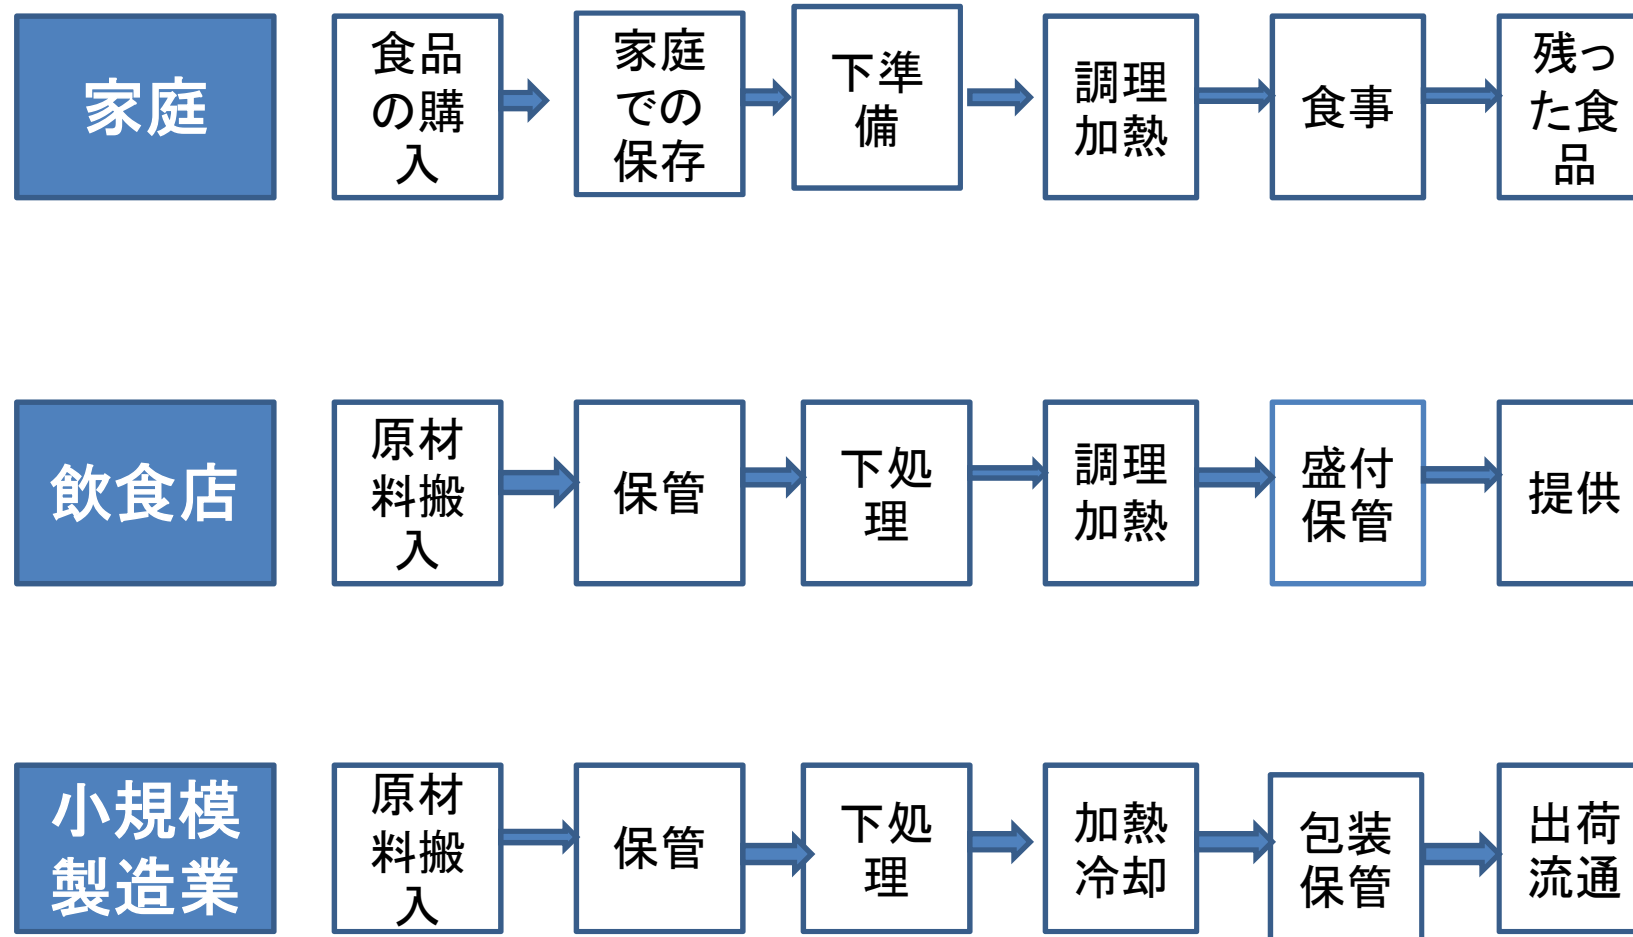 家庭
食品
の購
入
家庭
での
保存
下準
備
調理
加熱
食事
残っ
た食
品
飲食店
原材
料搬
入
保管
下処
理
調理
加熱
盛付
保管
提供
小規模
製造業
原材
料搬
入
保管
下処
理
加熱
冷却
包装
保管
出荷
流通